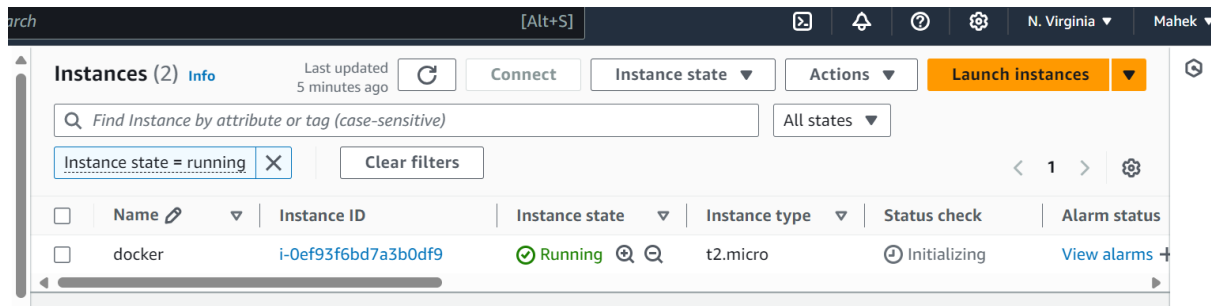 arch [Alt+S] N. Virginia ▼ Mahek ▼
Instances (2) Info Last updated 5 minutes ago Connect Instance state ▼ Actions ▼ Launch instances ▼
Find Instance by attribute or tag (case-sensitive) All states ▼
Instance state = running Clear filters < 1 >
Name Instance ID Instance state Instance type Status check Alarm status
docker i-0ef93f6bd7a3b0df9 Running t2.micro Initializing View alarms +